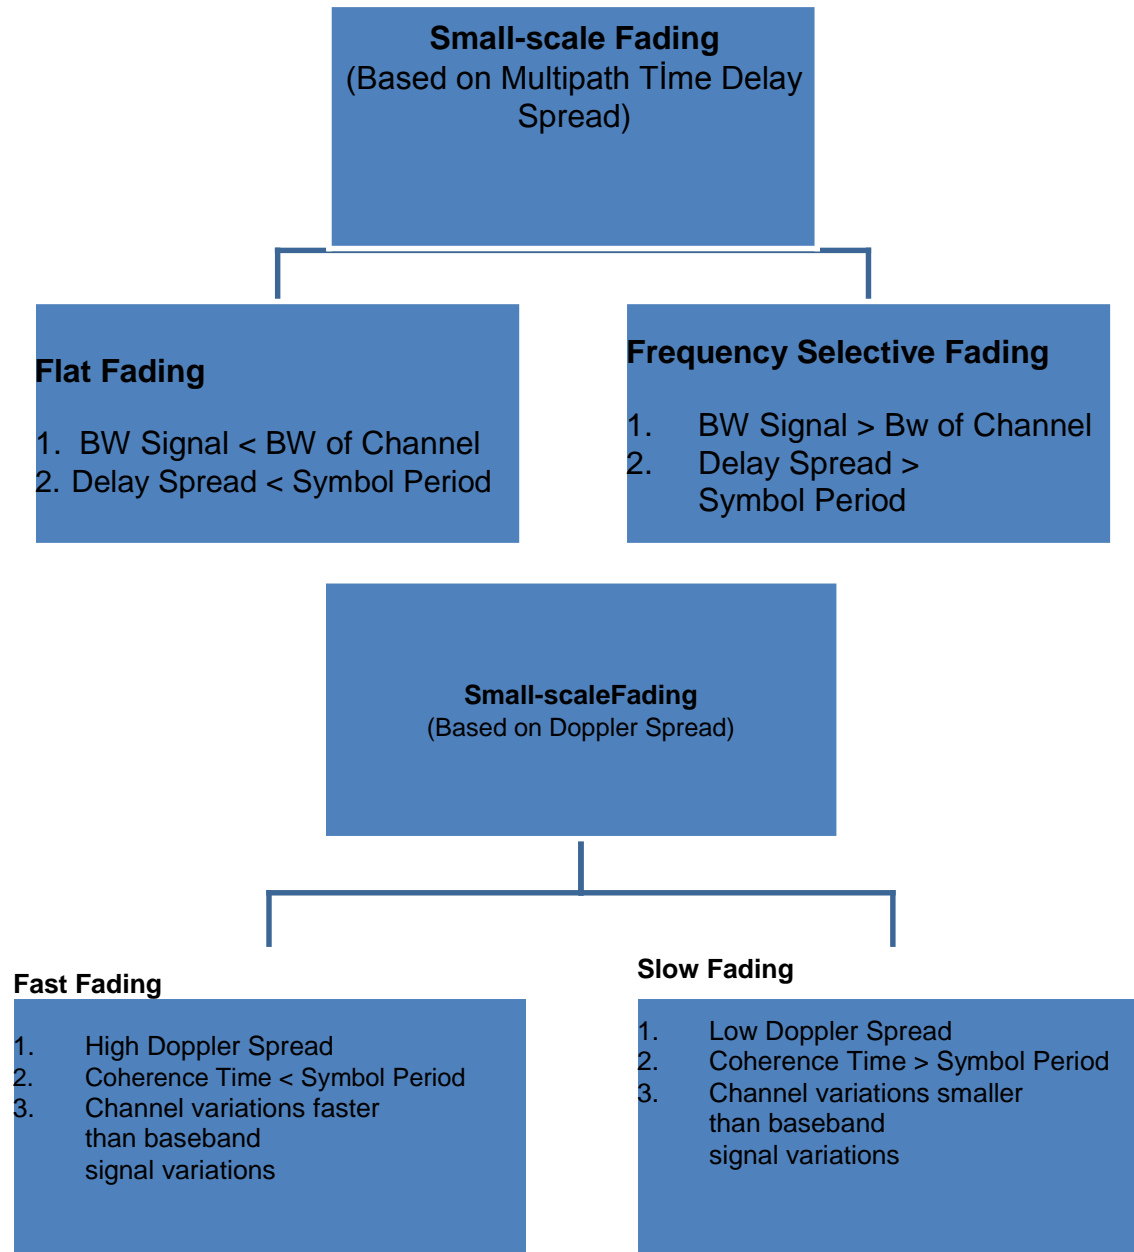 Small-scale Fading
(Based on Multipath Tİme Delay
Spread)
Flat Fading
1. BW Signal < BW of Channel
2. Delay Spread < Symbol Period
Frequency Selective Fading
1. BW Signal > Bw of Channel
2. Delay Spread >
Symbol Period
Small-scaleFading
(Based on Doppler Spread)
Fast Fading
1. High Doppler Spread
2. Coherence Time < Symbol Period
3. Channel variations faster
than baseband
signal variations
Slow Fading
1. Low Doppler Spread
2. Coherence Time > Symbol Period
3. Channel variations smaller
than baseband
signal variations